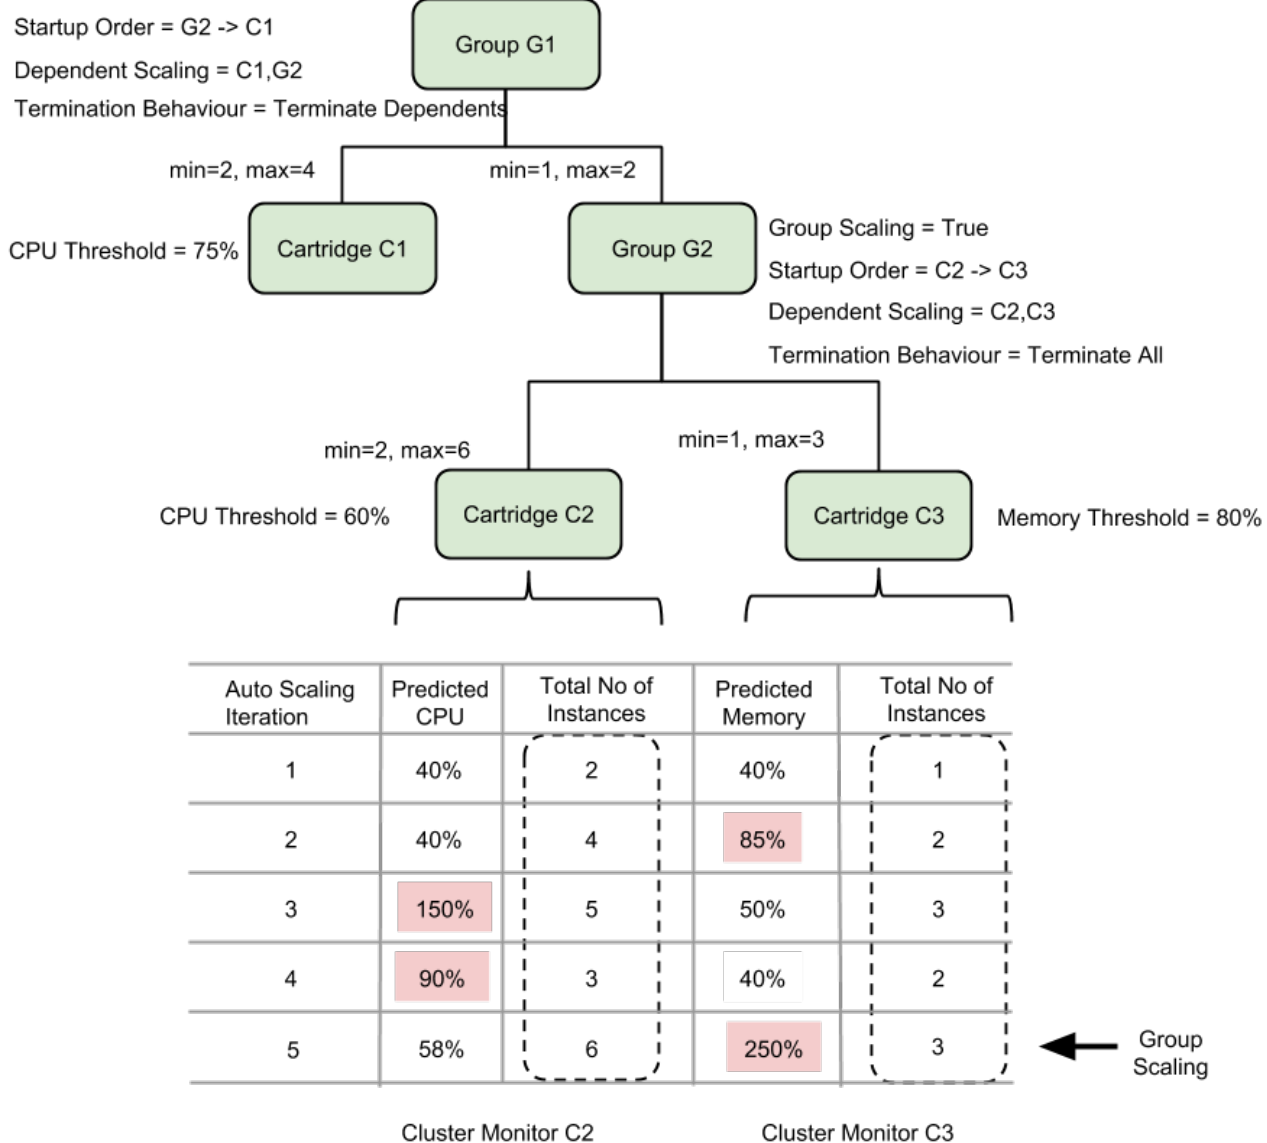 Startup Order = G2 -> C1
Dependent Scaling = C1,G2
Termination Behaviour = Terminate Dependents
Group G1
min=2, max=4
min=1, max=2
CPU Threshold = 75%
Cartridge C1
Group G2
Group Scaling = True
Startup Order = C2 -> C3
Dependent Scaling = C2,C3
Termination Behaviour = Terminate All
min=2, max=6
min=1, max=3
CPU Threshold = 60%
Cartridge C2
Cartridge C3
Memory Threshold = 80%
Auto Scaling
Iteration
Predicted
CPU
Total No of
Instances
Predicted
Memory
Total No of
Instances
1 40% 2 40% 1
2 40% 4 85% 2
3 150% 5 50% 3
4 90% 3 40% 2
5 58% 6 250% 3
Group
Scaling
Cluster Monitor C2
Cluster Monitor C3